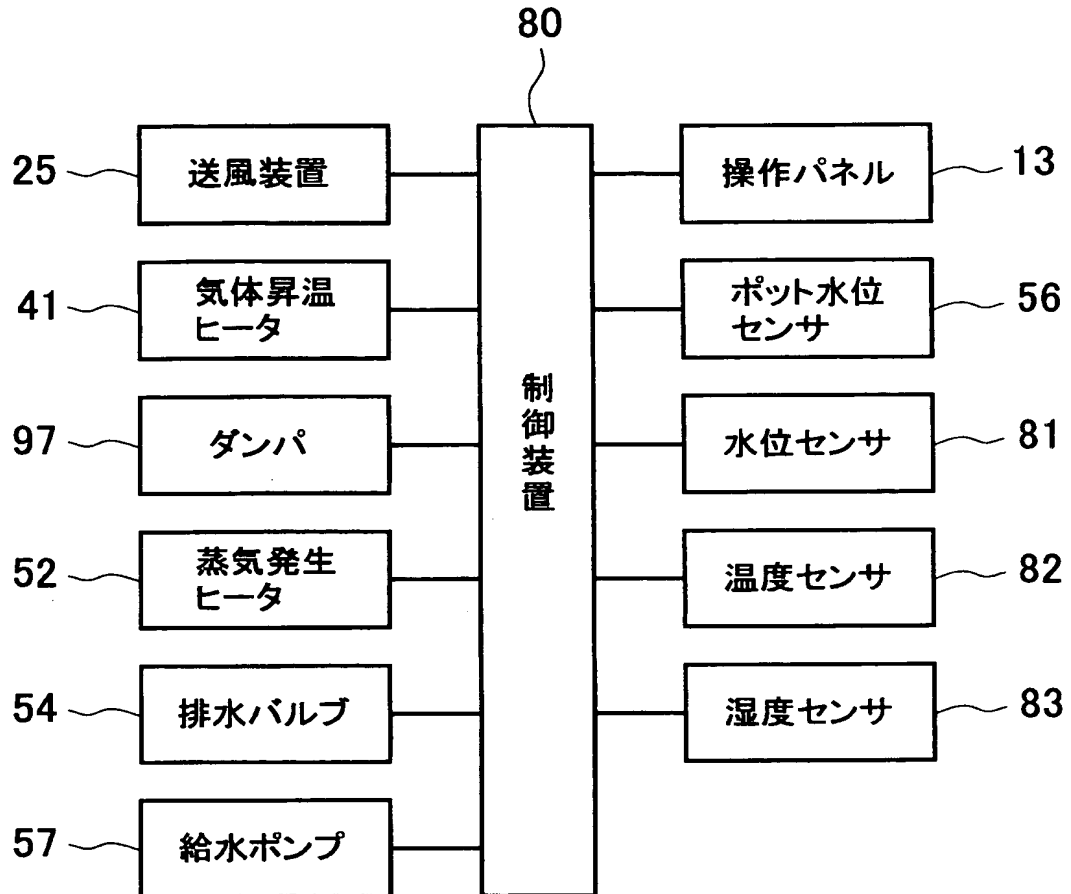 80
25
送風装置
操作パネル
13
41
気体昇温
ヒータ
ポット水位
センサ
56
制御装置
97
ダンパ
水位センサ
81
52
蒸気発生
ヒータ
温度センサ
82
54
排水バルブ
湿度センサ
83
57
給水ポンプ